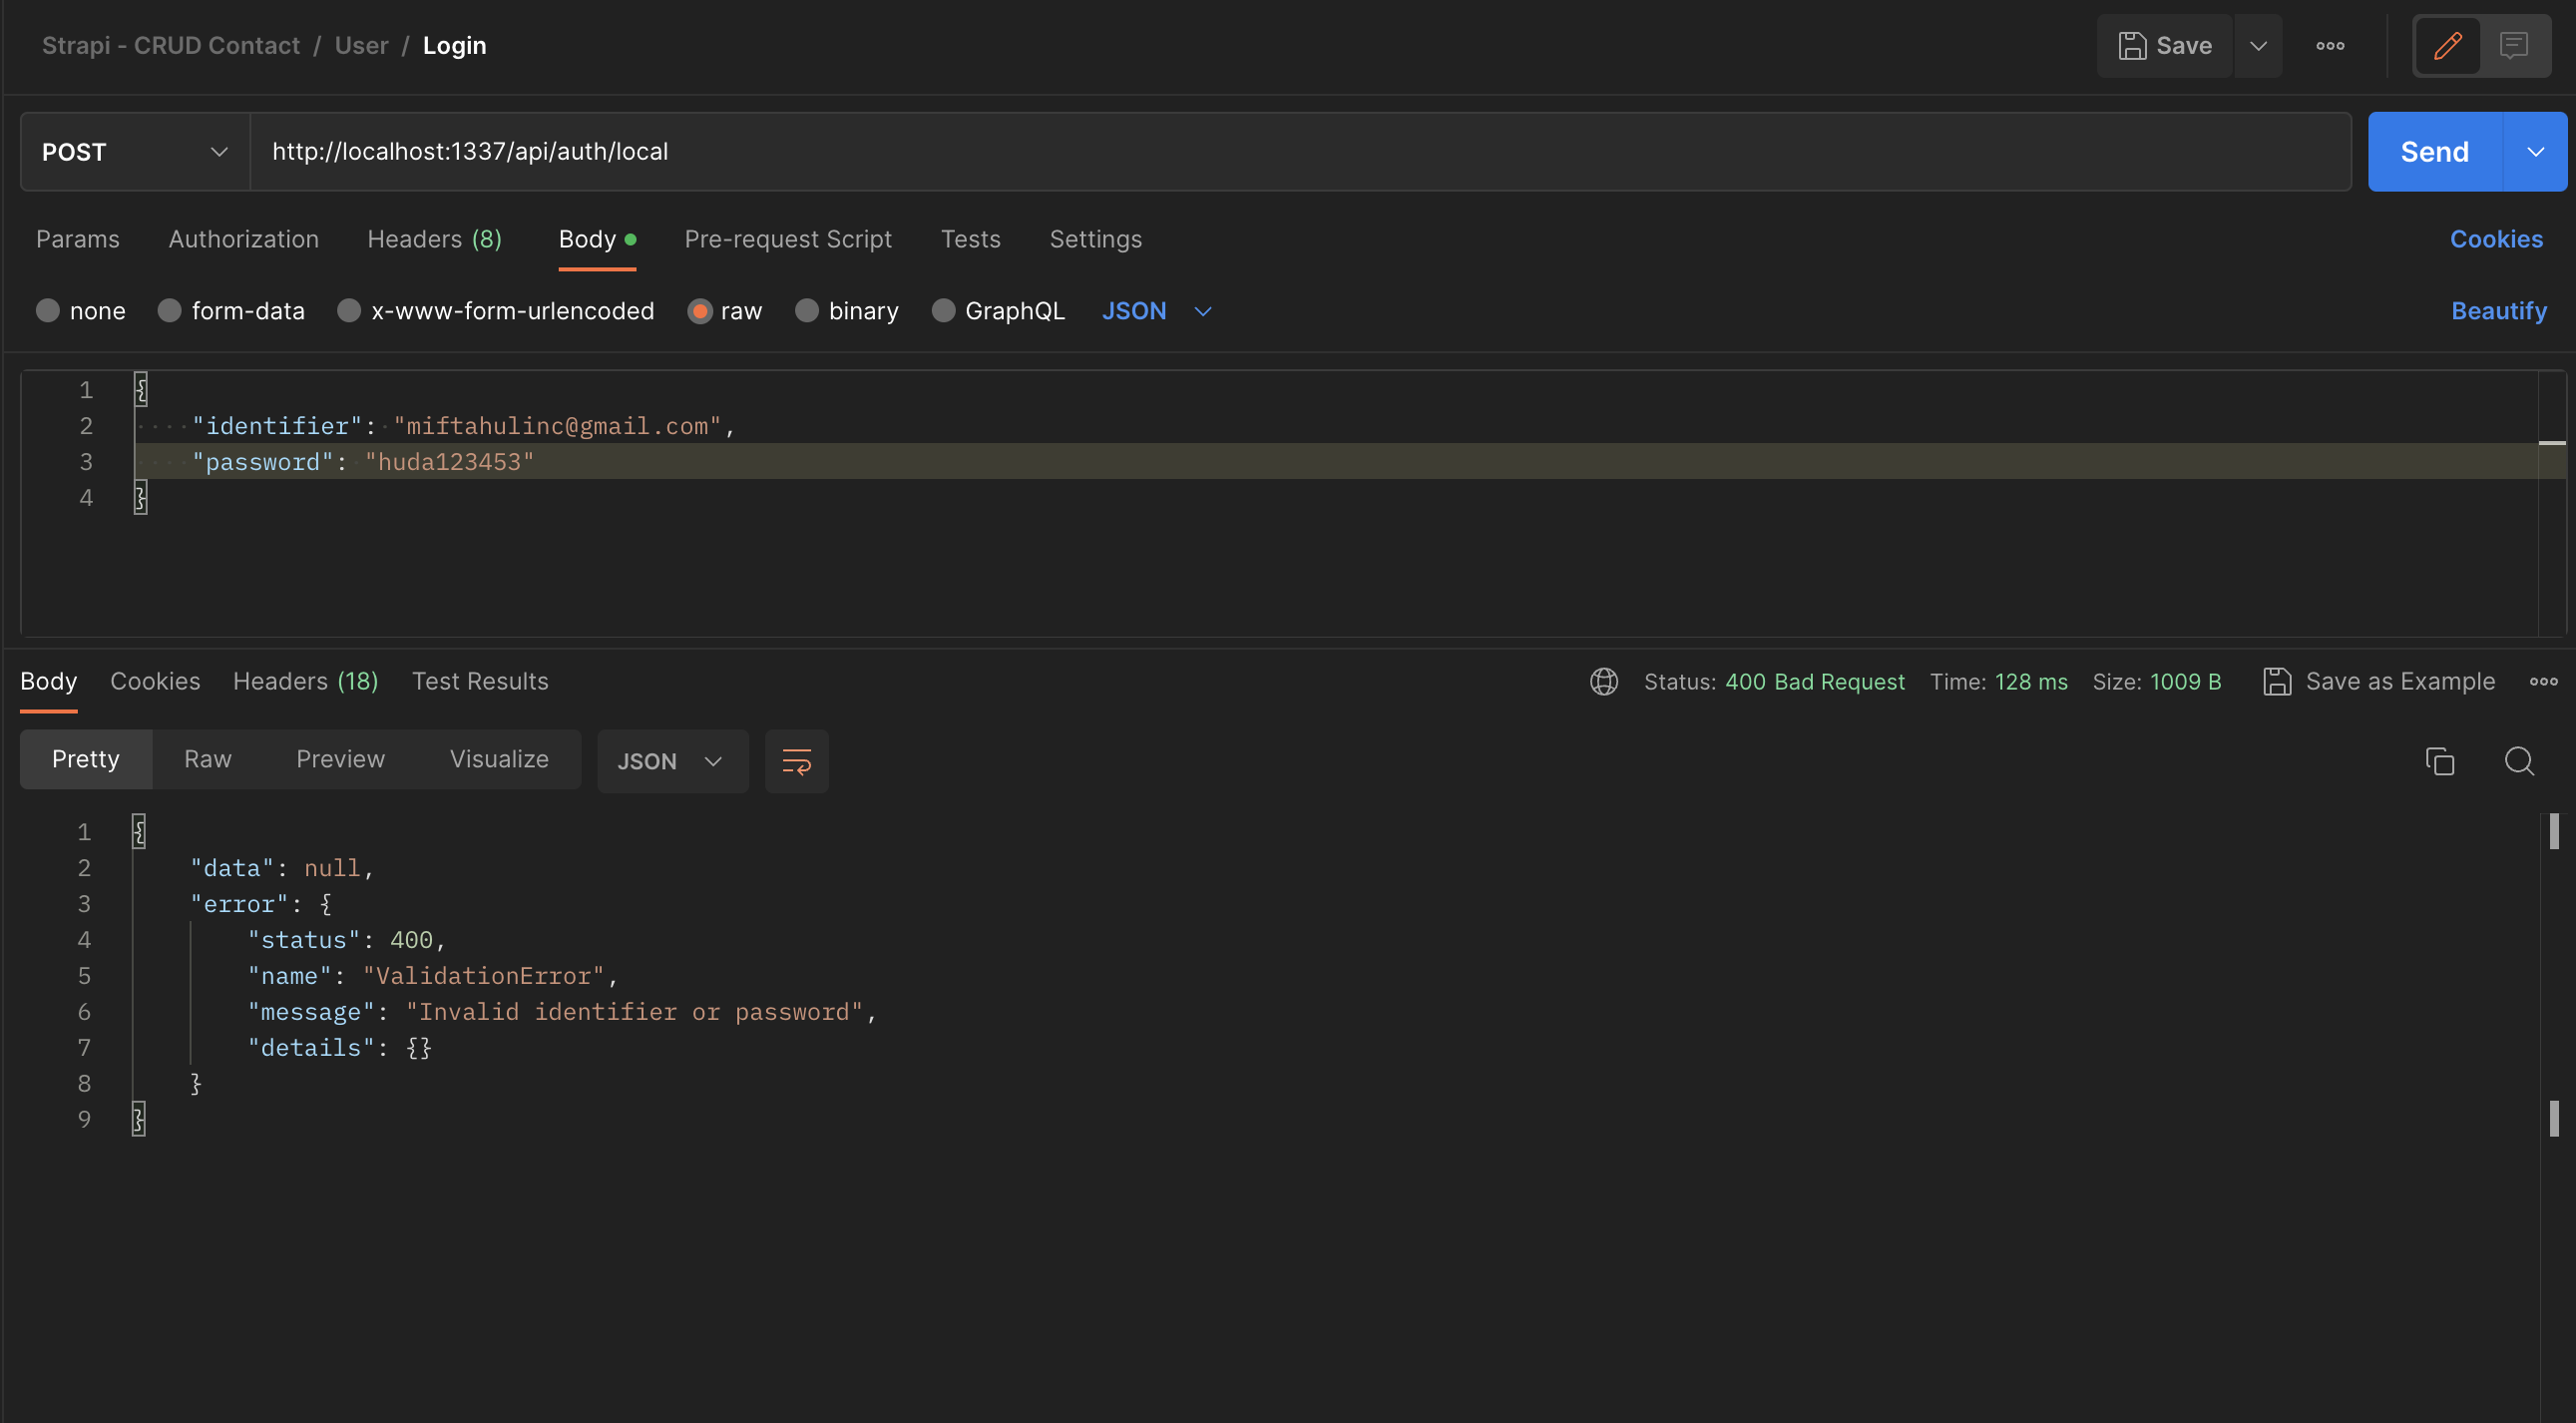 Strapi - CRUD Contact / User / Login
Save
POST
http://localhost:1337/api/auth/local
Send
Params Authorization Headers (8) Body Pre-request Script Tests Settings Cookies
none form-data x-www-form-urlencoded raw binary GraphQL JSON Beautify
1 {
2 "identifier": "miftahulinc@gmail.com",
3 "password": "huda123453"
4 }
Body Cookies Headers (18) Test Results Status: 400 Bad Request Time: 128 ms Size: 1009 B Save as Example
Pretty Raw Preview Visualize JSON
1 {
2 "data": null,
3 "error": {
4 "status": 400,
5 "name": "ValidationError",
6 "message": "Invalid identifier or password",
7 "details": {}
8 }
9 }